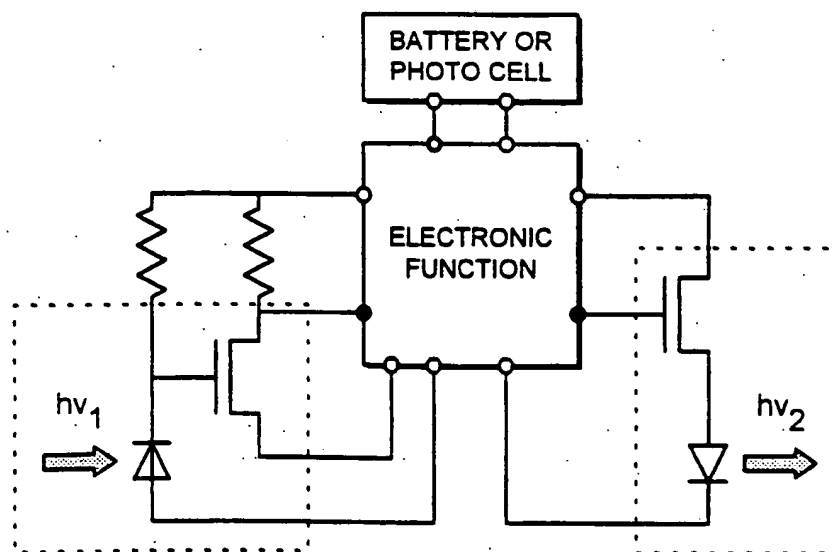 BATTERY OR
PHOTO CELL
ELECTRONIC
FUNCTION
hv1
hv2